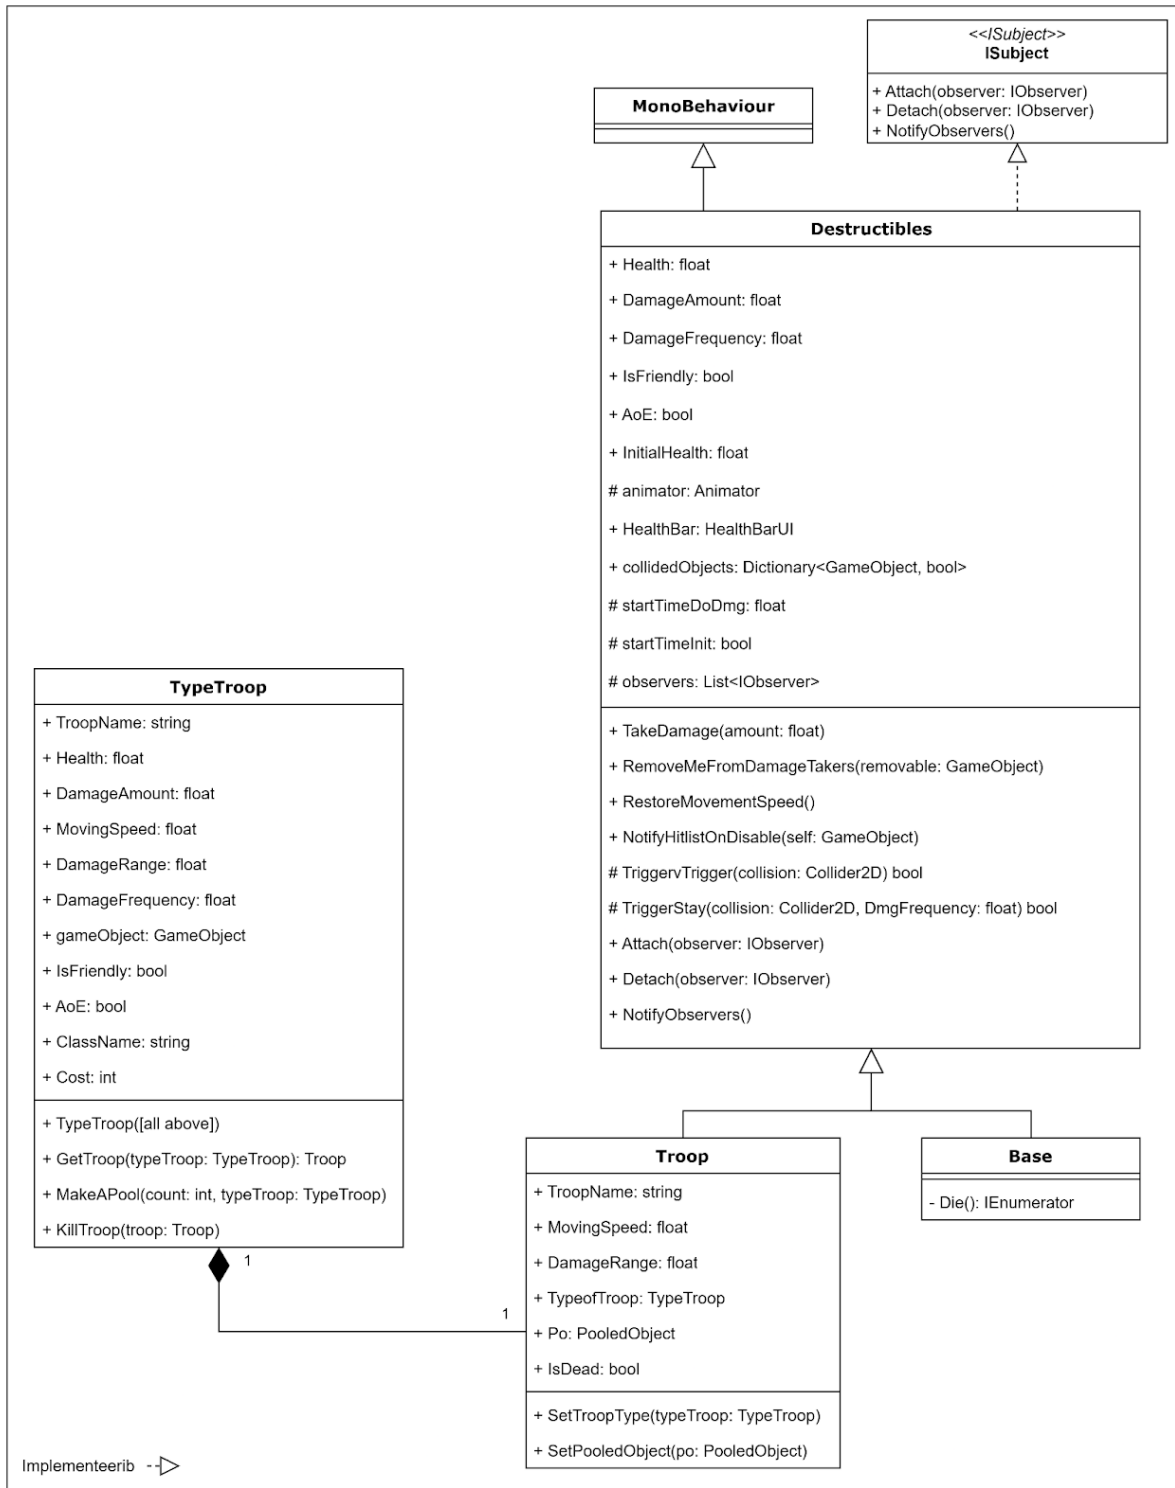 <<ISubject>>
ISubject
+ Attach(observer: IObserver)
+ Detach(observer: IObserver)
+ NotifyObservers()
MonoBehaviour
Destructibles
+ Health: float
+ DamageAmount: float
+ DamageFrequency: float
+ IsFriendly: bool
+ AoE: bool
+ InitialHealth: float
# animator: Animator
+ HealthBar: HealthBarUI
+ collidedObjects: Dictionary<GameObject, bool>
# startTimeDoDmg: float
# startTimeInit: bool
# observers: List<IObserver>
+ TakeDamage(amount: float)
+ RemoveMeFromDamageTakers(removable: GameObject)
+ RestoreMovementSpeed()
+ NotifyHitlistOnDisable(self: GameObject)
# TriggervTrigger(collision: Collider2D) bool
# TriggerStay(collision: Collider2D, DmgFrequency: float) bool
+ Attach(observer: IObserver)
+ Detach(observer: IObserver)
+ NotifyObservers()
TypeTroop
+ TroopName: string
+ Health: float
+ DamageAmount: float
+ MovingSpeed: float
+ DamageRange: float
+ DamageFrequency: float
+ gameObject: GameObject
+ IsFriendly: bool
+ AoE: bool
+ ClassName: string
+ Cost: int
+ TypeTroop([all above])
+ GetTroop(typeTroop: TypeTroop): Troop
+ MakeAPool(count: int, typeTroop: TypeTroop)
+ KillTroop(troop: Troop)
1
1
Troop
+ TroopName: string
+ MovingSpeed: float
+ DamageRange: float
+ TypeofTroop: TypeTroop
+ Po: PooledObject
+ IsDead: bool
+ SetTroopType(typeTroop: TypeTroop)
+ SetPooledObject(po: PooledObject)
Base
- Die(): IEnumerator
Implementeerib